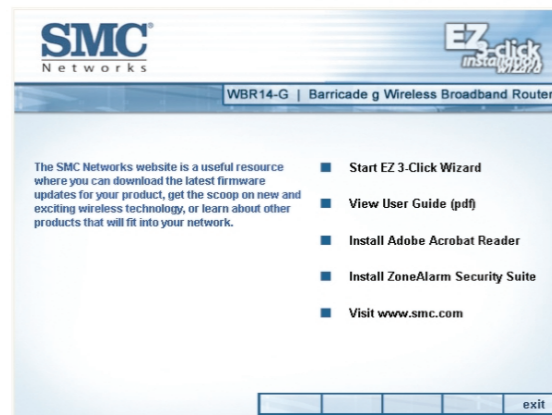 SMC®
Networks
EZ 3-click
Installation
Wizard
WBR14-G | Barricade g Wireless Broadband Router
The SMC Networks website is a useful resource
where you can download the latest firmware
updates for your product, get the scoop on new and
exciting wireless technology, or learn about other
products that will fit into your network.
Start EZ 3-Click Wizard
View User Guide (pdf)
Install Adobe Acrobat Reader
Install ZoneAlarm Security Suite
Visit www.smc.com
exit